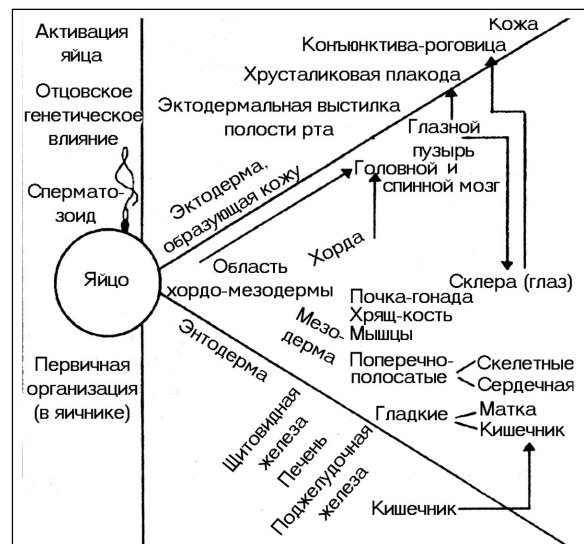 Активация
яйца
Отцовское
генетическое
влияние
Спермато-
зоид
Яйцо
Первичная
организация
(в яичнике)
Кожа
Конъюнктива-роговица
Хрусталиковая плакода
Эктодермальная выстилка
полости рта
Глазной
пузырь
Головной и
спинной мозг
Эктодерма,
образующая кожу
Хорда
Область
хордо-мезодермы
Склера (глаз)
Мезо-
дерма
Почка-гонада
Хрящ-кость
Мышцы
Поперечно-
полосатые
Скелетные
Сердечная
Гладкие
Матка
Кишечник
Энтодерма
Щитовидная
железа
Печень
Поджелудочная
железа
Кишечник